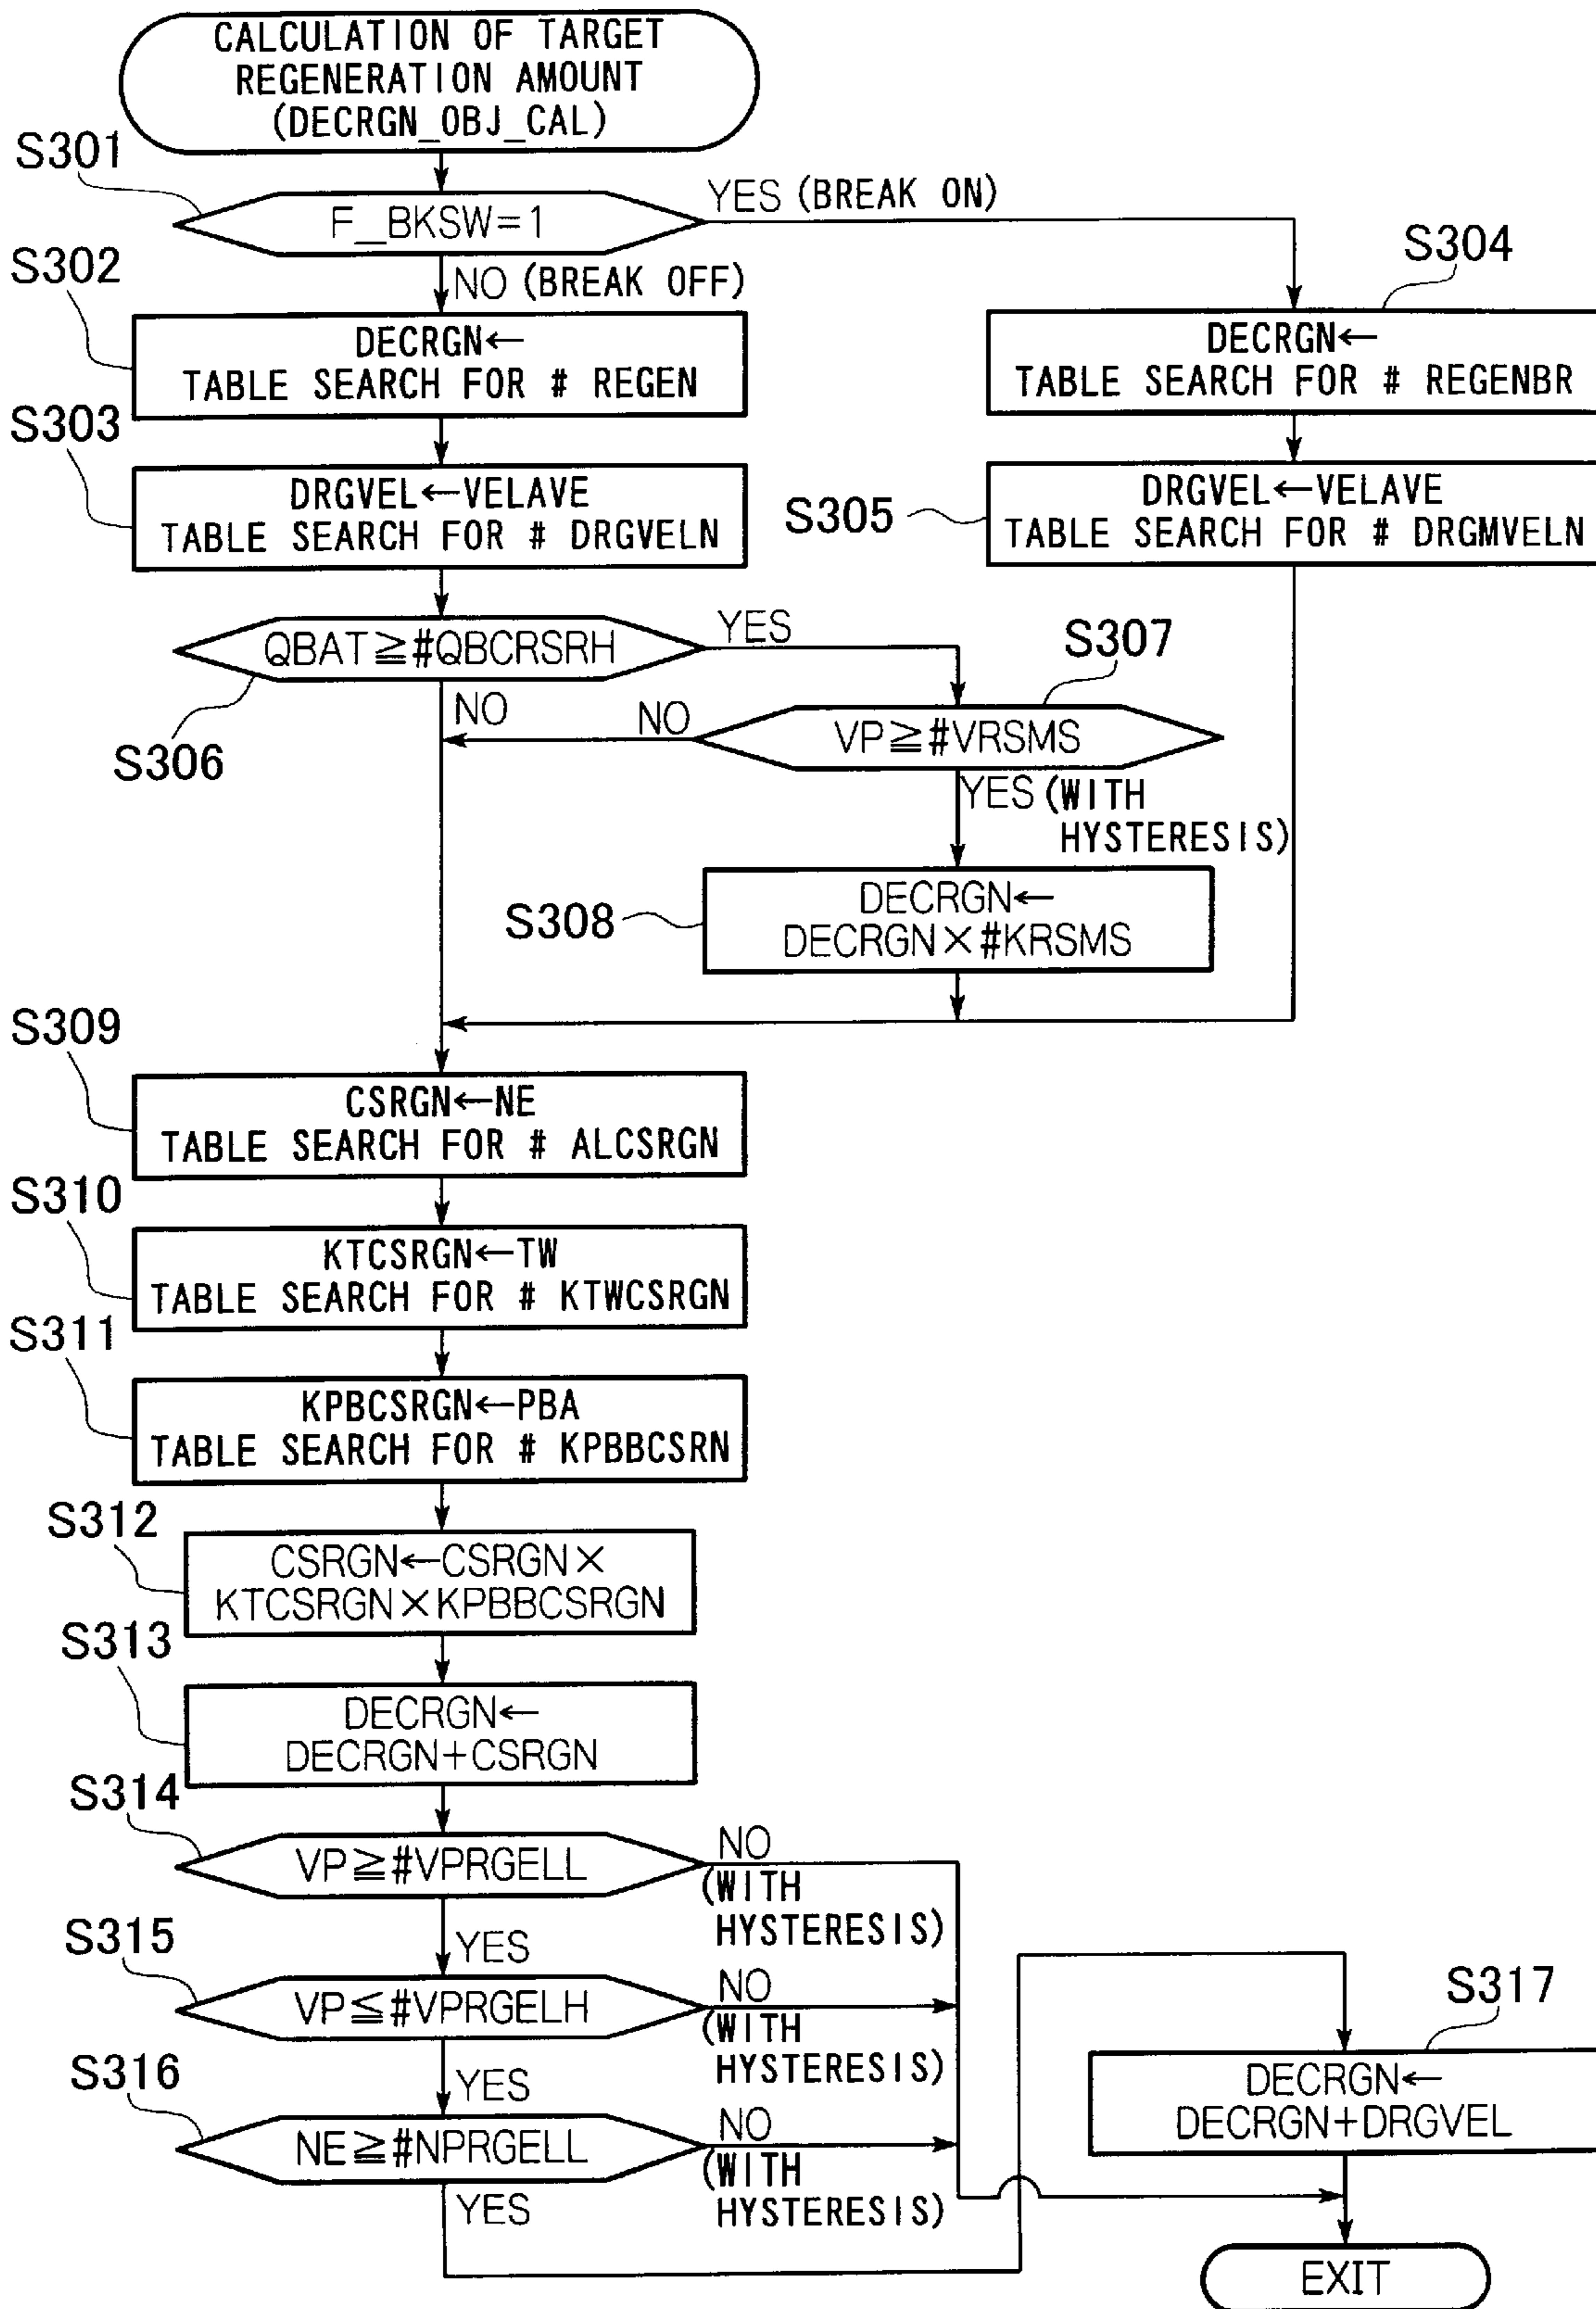 CALCULATION OF TARGET
REGENERATION AMOUNT
(DECRGN_OBJ_CAL)
S301
F_BKSW=1
YES (BREAK ON)
S302
NO (BREAK OFF)
S304
DECRGN←
TABLE SEARCH FOR # REGEN
DECRGN←
TABLE SEARCH FOR # REGENBR
S303
DRGVEL←VELAVE
TABLE SEARCH FOR # DRGVELN
S305
DRGVEL←VELAVE
TABLE SEARCH FOR # DRGMVELN
QBAT≧#QBCRSRH
YES
S307
S306
NO
NO
VP≧#VRSMS
YES (WITH
HYSTERESIS)
S308
DECRGN←
DECRGN×#KRSMS
S309
CSRGN←NE
TABLE SEARCH FOR # ALCSRGN
S310
KTCSRGN←TW
TABLE SEARCH FOR # KTWCSRGN
S311
KPBCSRGN←PBA
TABLE SEARCH FOR # KPBBCSRN
S312
CSRGN←CSRGN×
KTCSRGN×KPBBCSRGN
S313
DECRGN←
DECRGN+CSRGN
S314
VP≧#VPRGELL
NO
(WITH
HYSTERESIS)
YES
S315
VP≦#VPRGELH
NO
(WITH
HYSTERESIS)
YES
S316
NE≧#NPRGELL
NO
(WITH
HYSTERESIS)
YES
S317
DECRGN←
DECRGN+DRGVEL
EXIT